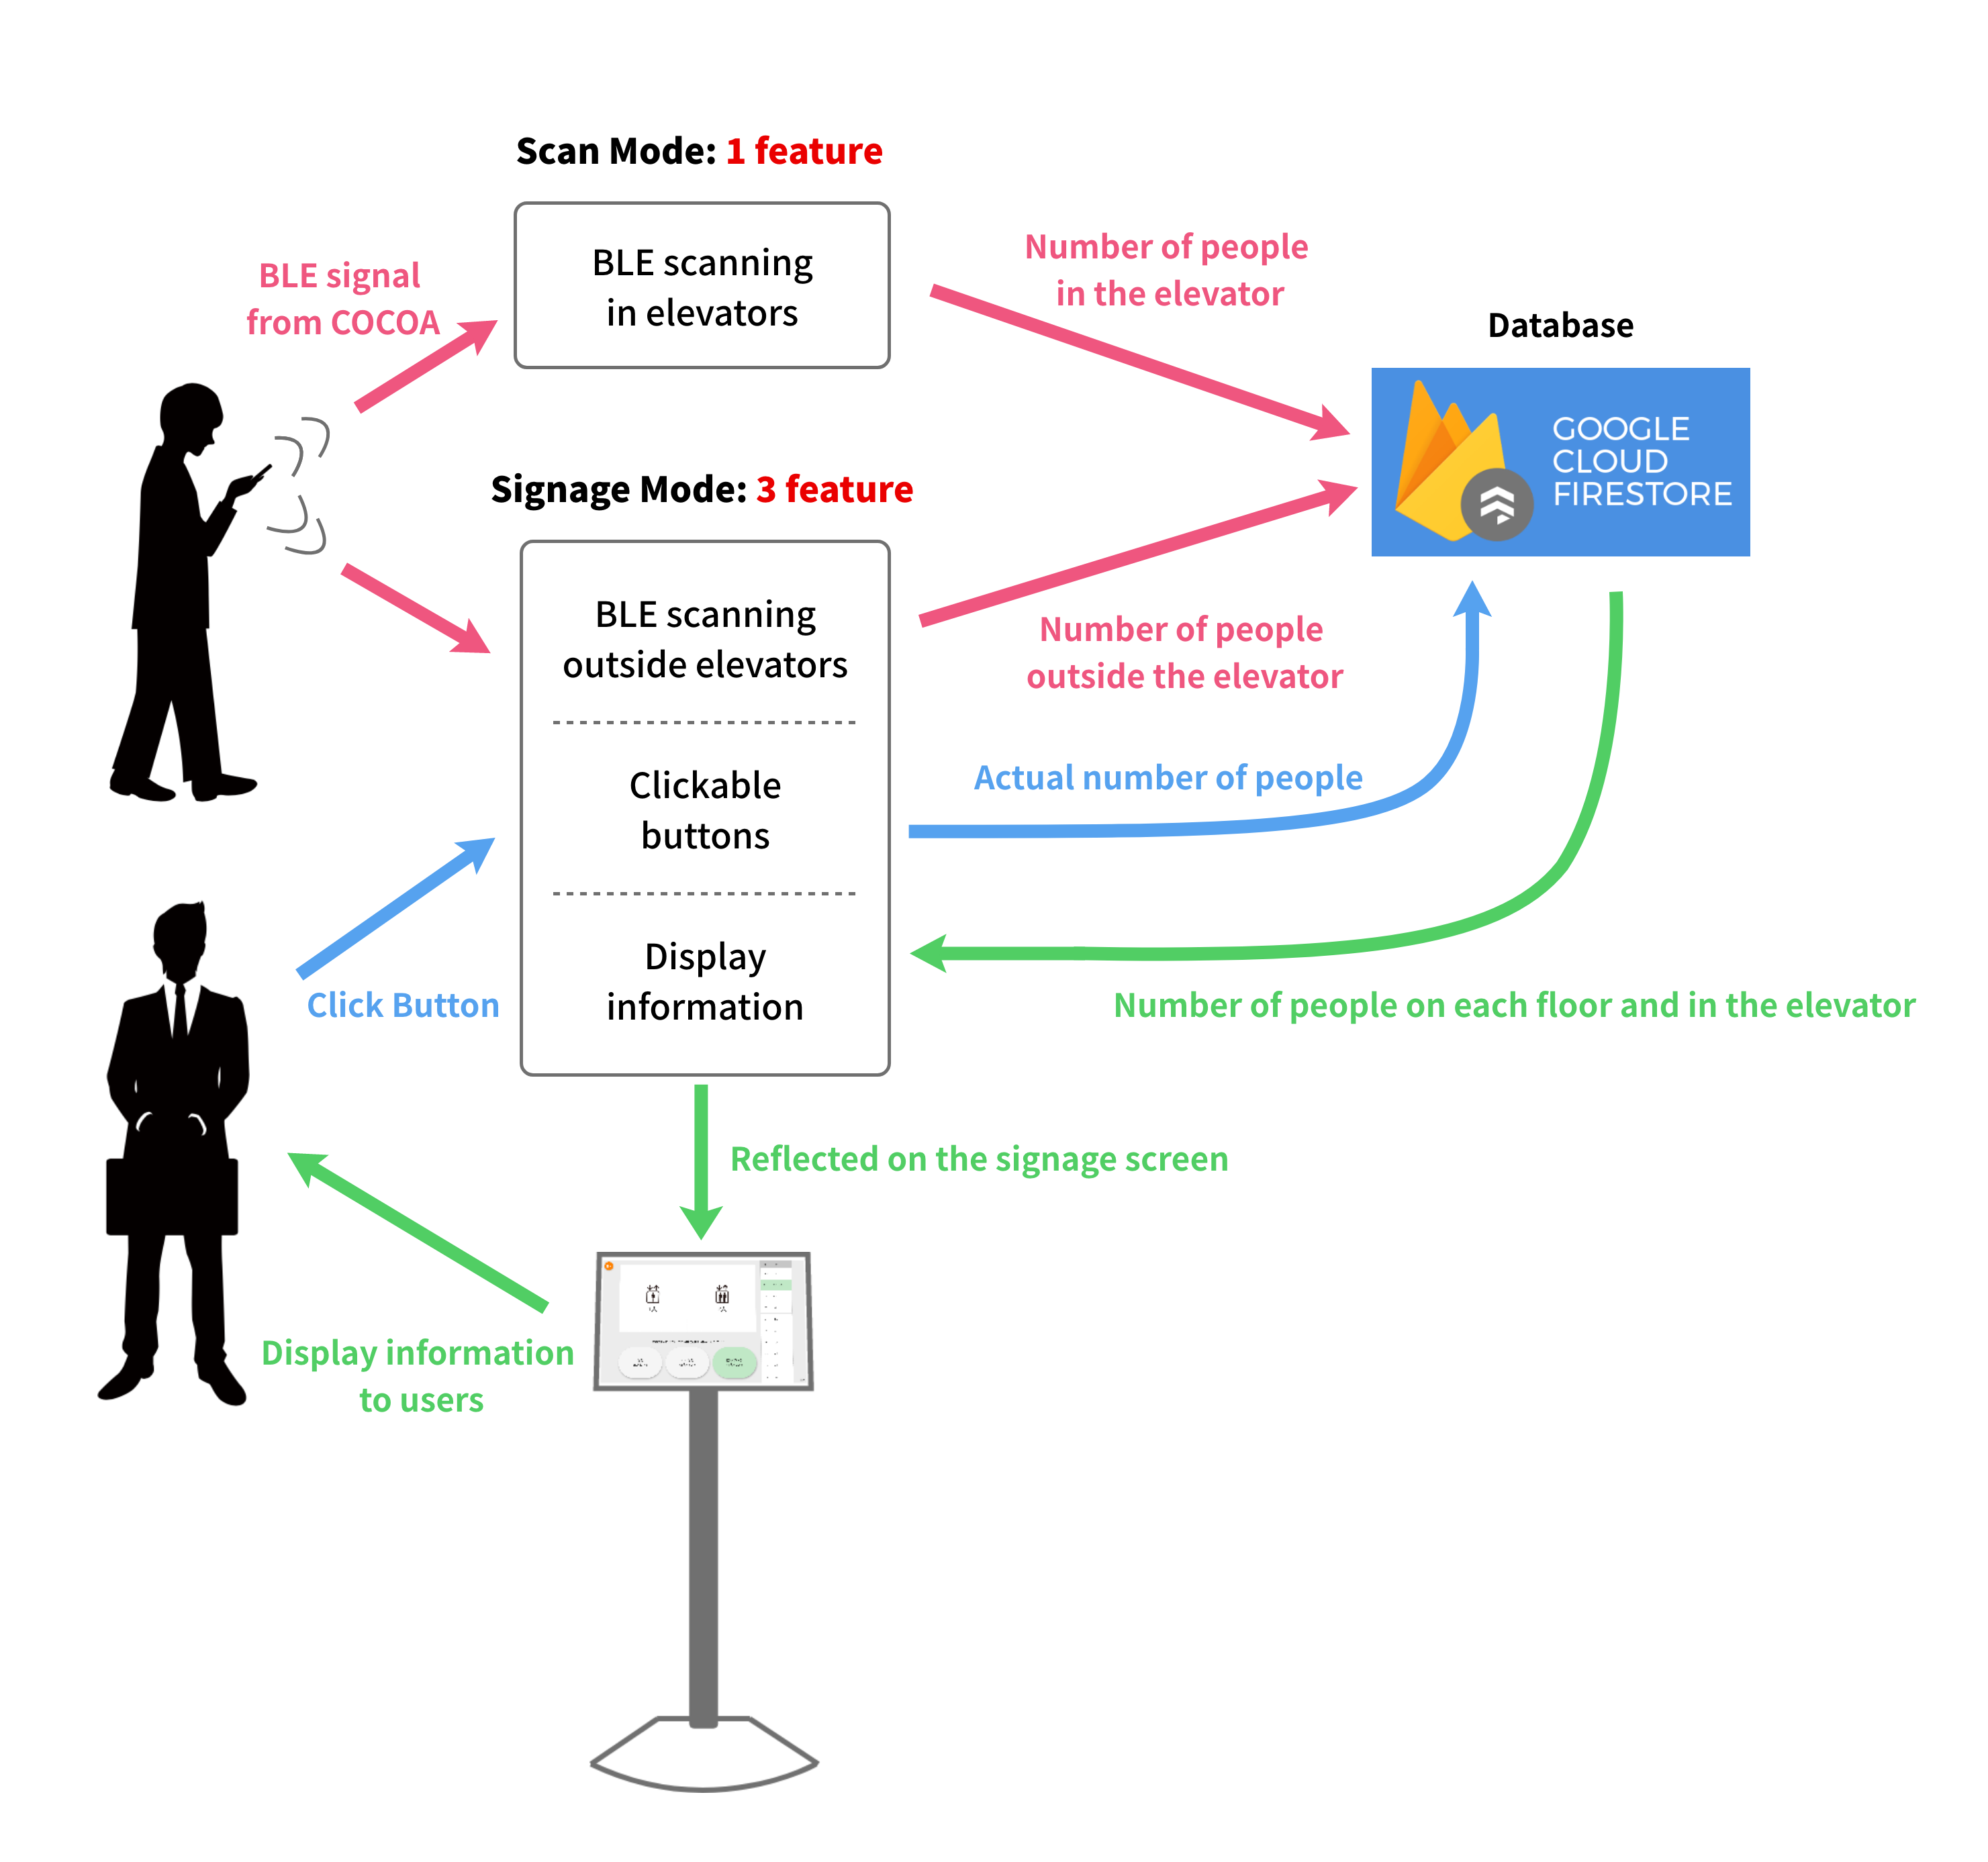 Scan Mode: 1 feature
BLE scanning
in elevators
BLE signal
from COCOA
Number of people
in the elevator
Database
GOOGLE
CLOUD
FIRESTORE
Signage Mode: 3 feature
BLE scanning
outside elevators
Clickable
buttons
Display
information
Number of people
outside the elevator
Actual number of people
Click Button
Number of people on each floor and in the elevator
Reflected on the signage screen
Display information
to users